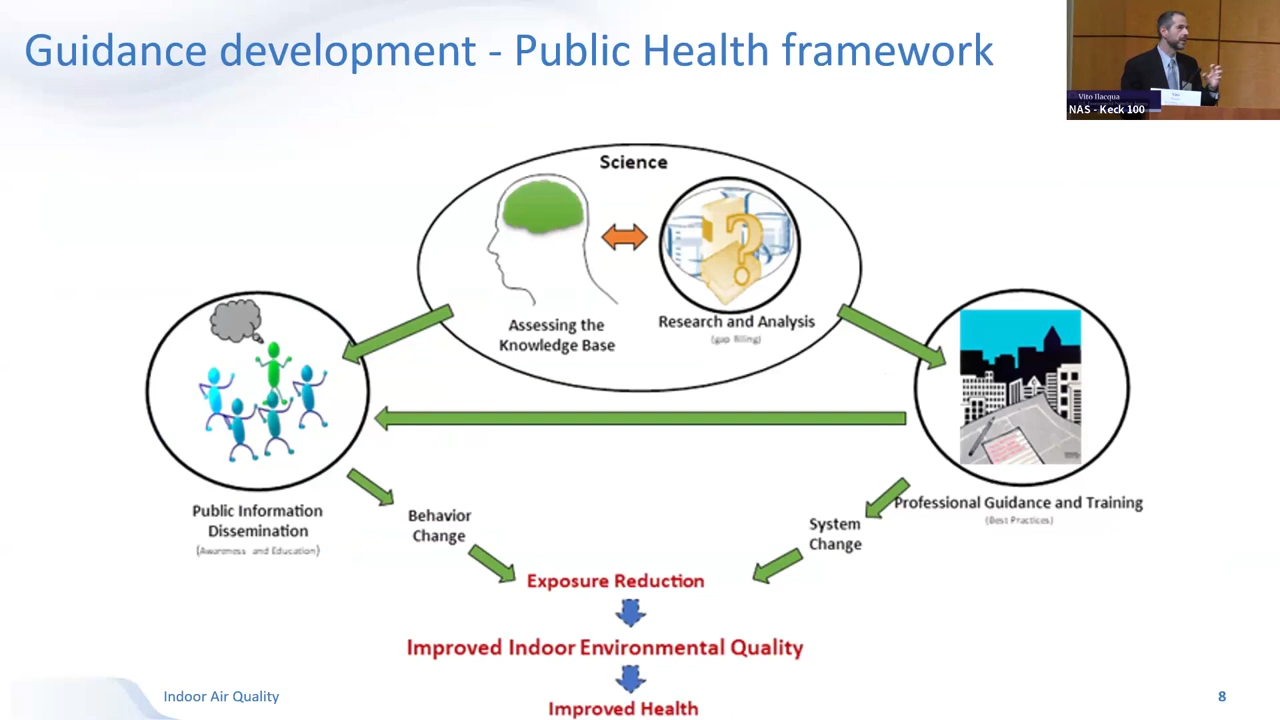 Guidance development - Public Health framework
Vito Ilacqua
NAS - Keck 100
Science
Assessing the
Knowledge Base
Research and Analysis
(gap filling)
Public Information
Dissemination
(Awareness and Education)
Professional Guidance and Training
(Best Practices)
Behavior
Change
System
Change
Exposure Reduction
Improved Indoor Environmental Quality
Improved Health
Indoor Air Quality
8